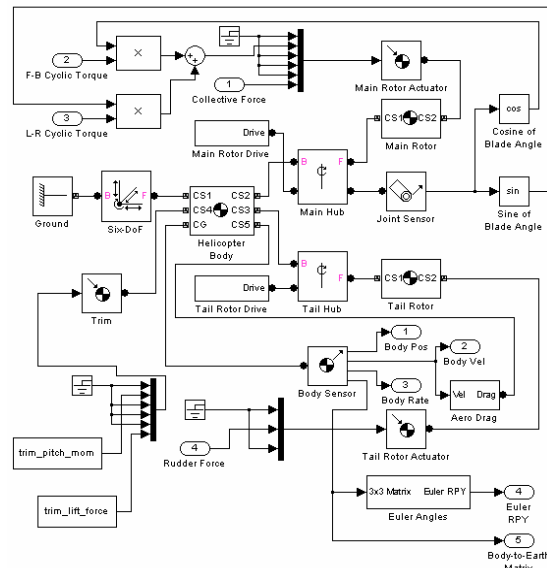 2
F-B Cyclic Torque
×
+
+
3
L-R Cyclic Torque
×
1
Collective Force
Main Rotor Actuator
cos
Cosine of
Blade Angle
CS1 CS2
Main Rotor
Drive
Main Rotor Drive
B F
Main Hub
Joint Sensor
sin
Sine of
Blade Angle
Ground
B F
Six-DoF
CS1 CS2
CS4 CS3
CG CS5
Helicopter
Body
Trim
Drive
Tail Rotor Drive
B F
Tail Hub
CS1 CS2
Tail Rotor
Body Sensor
1
Body Pos
2
Body Vel
3
Body Rate
Vel Drag
Aero Drag
trim_pitch_mom
trim_lift_force
4
Rudder Force
Tail Rotor Actuator
3x3 Matrix Euler RPY
Euler Angles
4
Euler
RPY
5
Body-to-Earth
Matrix